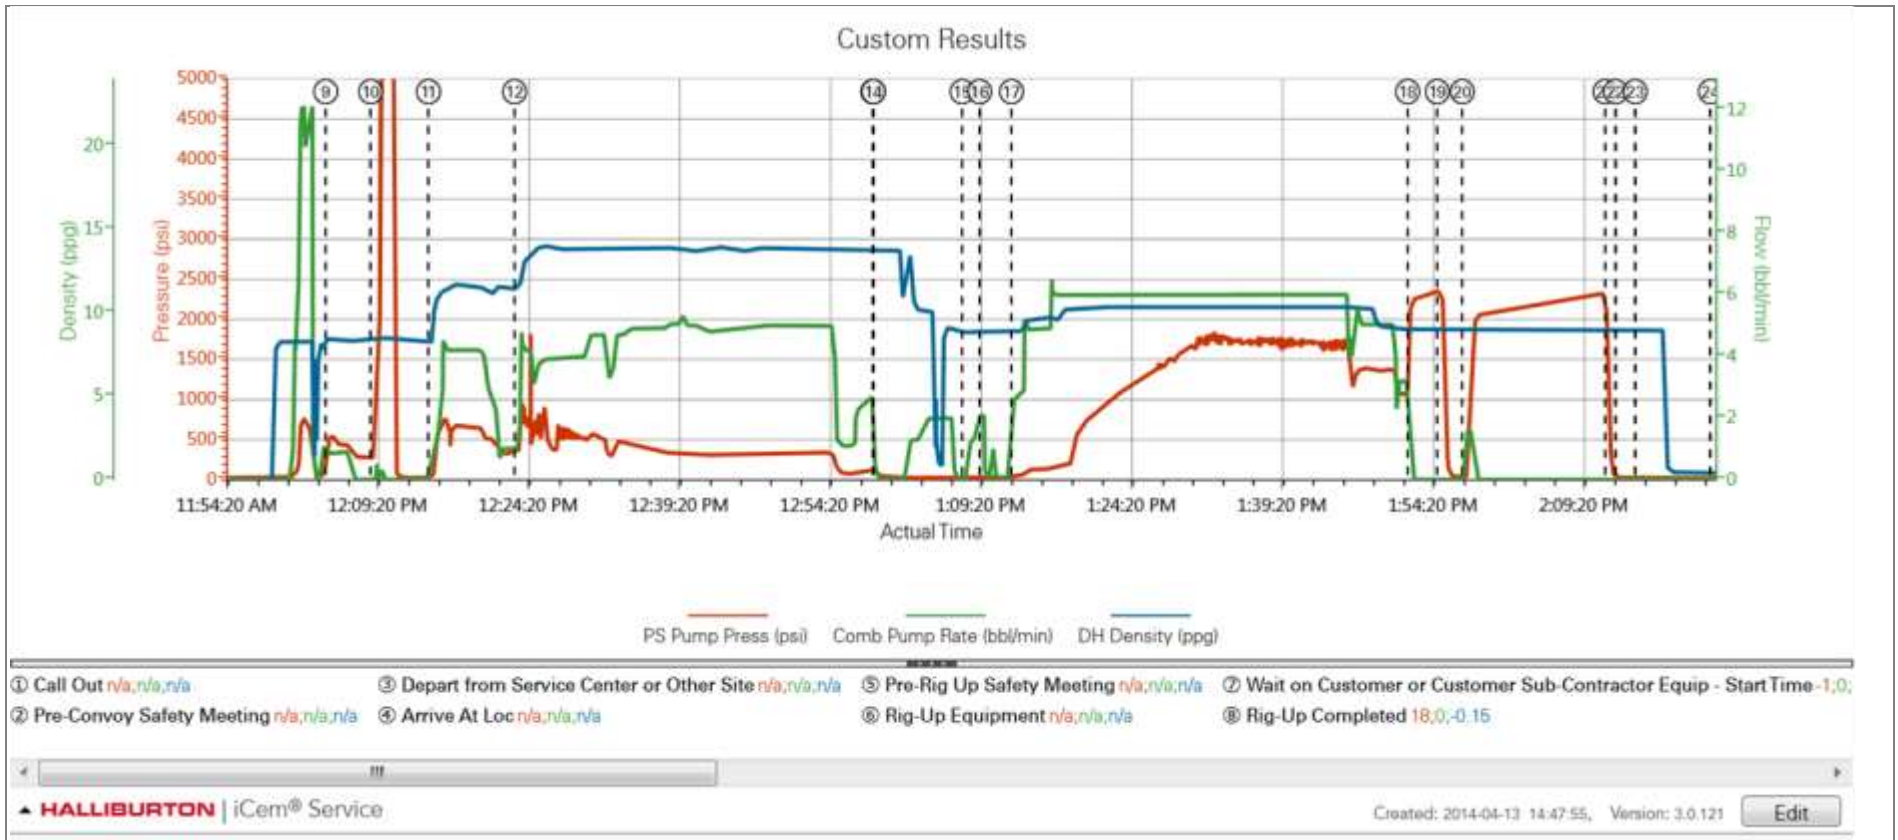 Custom Results
5000
4500
4000
3500
3000
2500
2000
1500
1000
500
0
Pressure (psi)
20
15
10
5
0
Density (ppg)
12
10
8
6
4
2
0
Flow (bbl/min)
⑨ ⑩ ⑪ ⑫ ⑭ ⑮ ⑯ ⑰ ⑱ ⑲ ⑳ ㉒ ㉓ ㉔
11:54:20 AM 12:09:20 PM 12:24:20 PM 12:39:20 PM 12:54:20 PM 1:09:20 PM 1:24:20 PM 1:39:20 PM 1:54:20 PM 2:09:20 PM
Actual Time
PS Pump Press (psi) Comb Pump Rate (bbl/min) DH Density (ppg)
① Call Out n/a;n/a;n/a ③ Depart from Service Center or Other Site n/a;n/a;n/a ⑤ Pre-Rig Up Safety Meeting n/a;n/a;n/a ⑦ Wait on Customer or Customer Sub-Contractor Equip - Start Time -1;0;
② Pre-Convoy Safety Meeting n/a;n/a;n/a ④ Arrive At Loc n/a;n/a;n/a ⑥ Rig-Up Equipment n/a;n/a;n/a ⑧ Rig-Up Completed 18;0;-0.15
HALLIBURTON | iCem® Service
Created: 2014-04-13 14:47:55, Version: 3.0.121 Edit